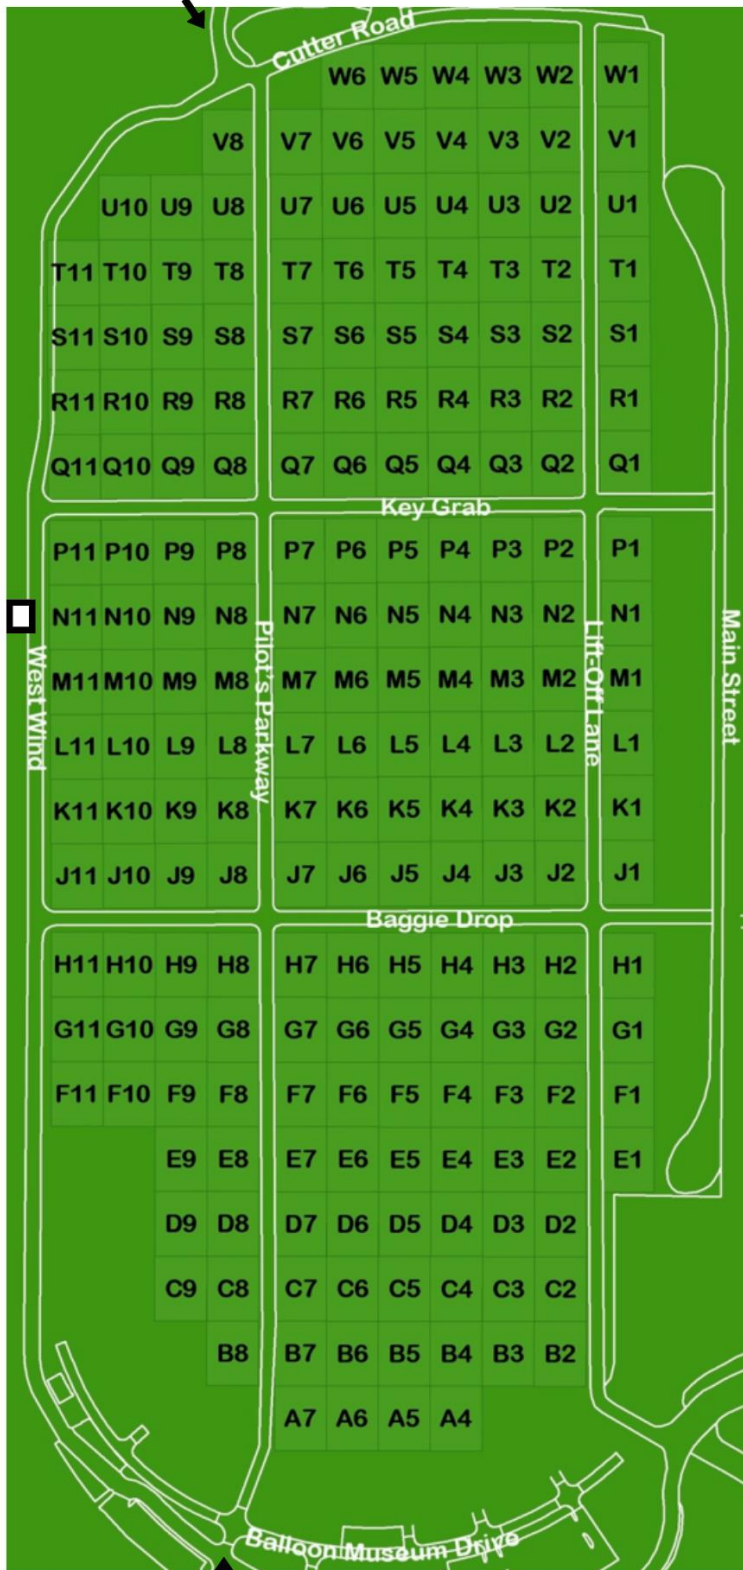 Cutter Road
W6 W5 W4 W3 W2 W1
V8 V7 V6 V5 V4 V3 V2 V1
U10 U9 U8 U7 U6 U5 U4 U3 U2 U1
T11 T10 T9 T8 T7 T6 T5 T4 T3 T2 T1
S11 S10 S9 S8 S7 S6 S5 S4 S3 S2 S1
R11 R10 R9 R8 R7 R6 R5 R4 R3 R2 R1
Q11 Q10 Q9 Q8 Q7 Q6 Q5 Q4 Q3 Q2 Q1
Key Grab
P11 P10 P9 P8 P7 P6 P5 P4 P3 P2 P1
N11 N10 N9 N8 N7 N6 N5 N4 N3 N2 N1
M11 M10 M9 M8 M7 M6 M5 M4 M3 M2 M1
L11 L10 L9 L8 L7 L6 L5 L4 L3 L2 L1
K11 K10 K9 K8 K7 K6 K5 K4 K3 K2 K1
J11 J10 J9 J8 J7 J6 J5 J4 J3 J2 J1
West Wind
Pilot's Parkway
Lift-Off Lane
Main Street
Baggie Drop
H11 H10 H9 H8 H7 H6 H5 H4 H3 H2 H1
G11 G10 G9 G8 G7 G6 G5 G4 G3 G2 G1
F11 F10 F9 F8 F7 F6 F5 F4 F3 F2 F1
E9 E8 E7 E6 E5 E4 E3 E2 E1
D9 D8 D7 D6 D5 D4 D3 D2
C9 C8 C7 C6 C5 C4 C3 C2
B8 B7 B6 B5 B4 B3 B2
A7 A6 A5 A4
Balloon Museum Drive